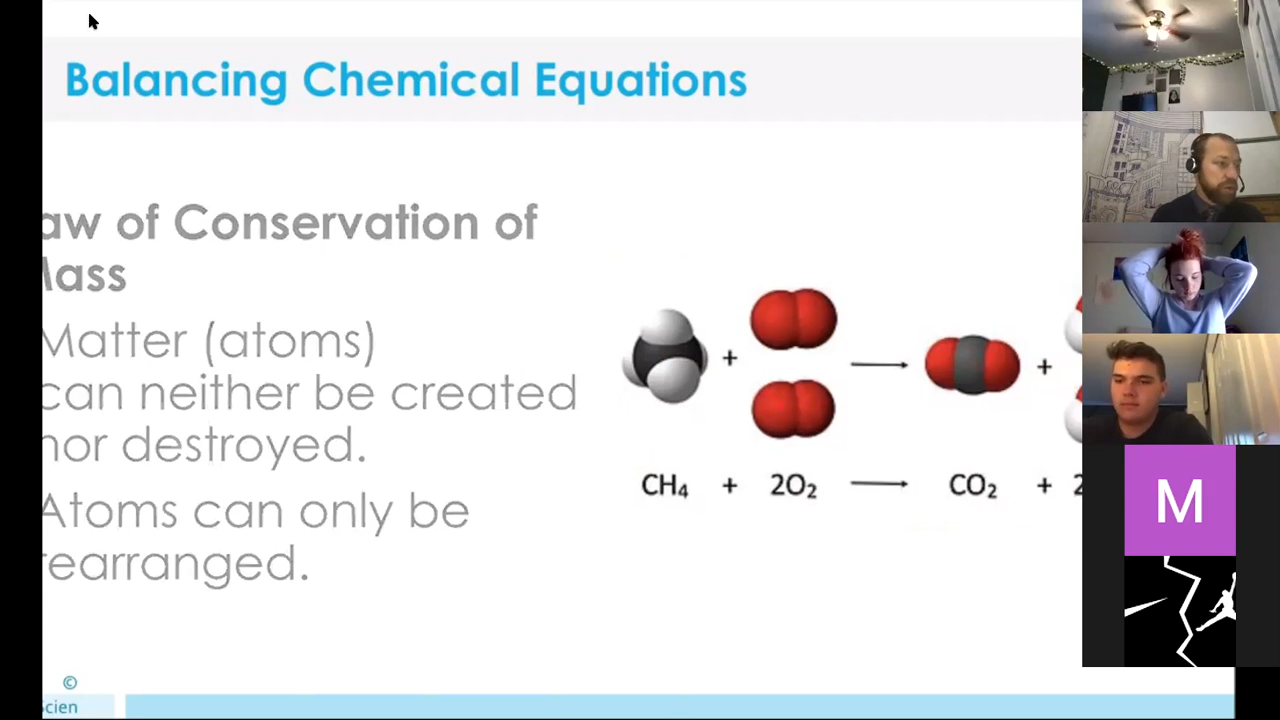 Balancing Chemical Equations
aw of Conservation of
Mass
Matter (atoms)
can neither be created
nor destroyed.
Atoms can only be
rearranged.
+ +
CH₄ + 2O₂ → CO₂ + 2
M
©
Scien